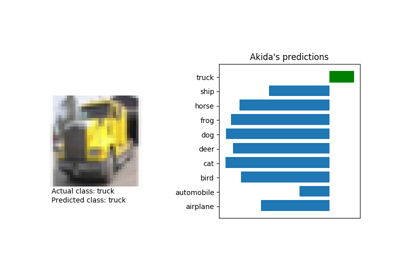 Akida's predictions
truck
ship
horse
frog
dog
deer
cat
bird
automobile
airplane
Actual class: truck
Predicted class: truck